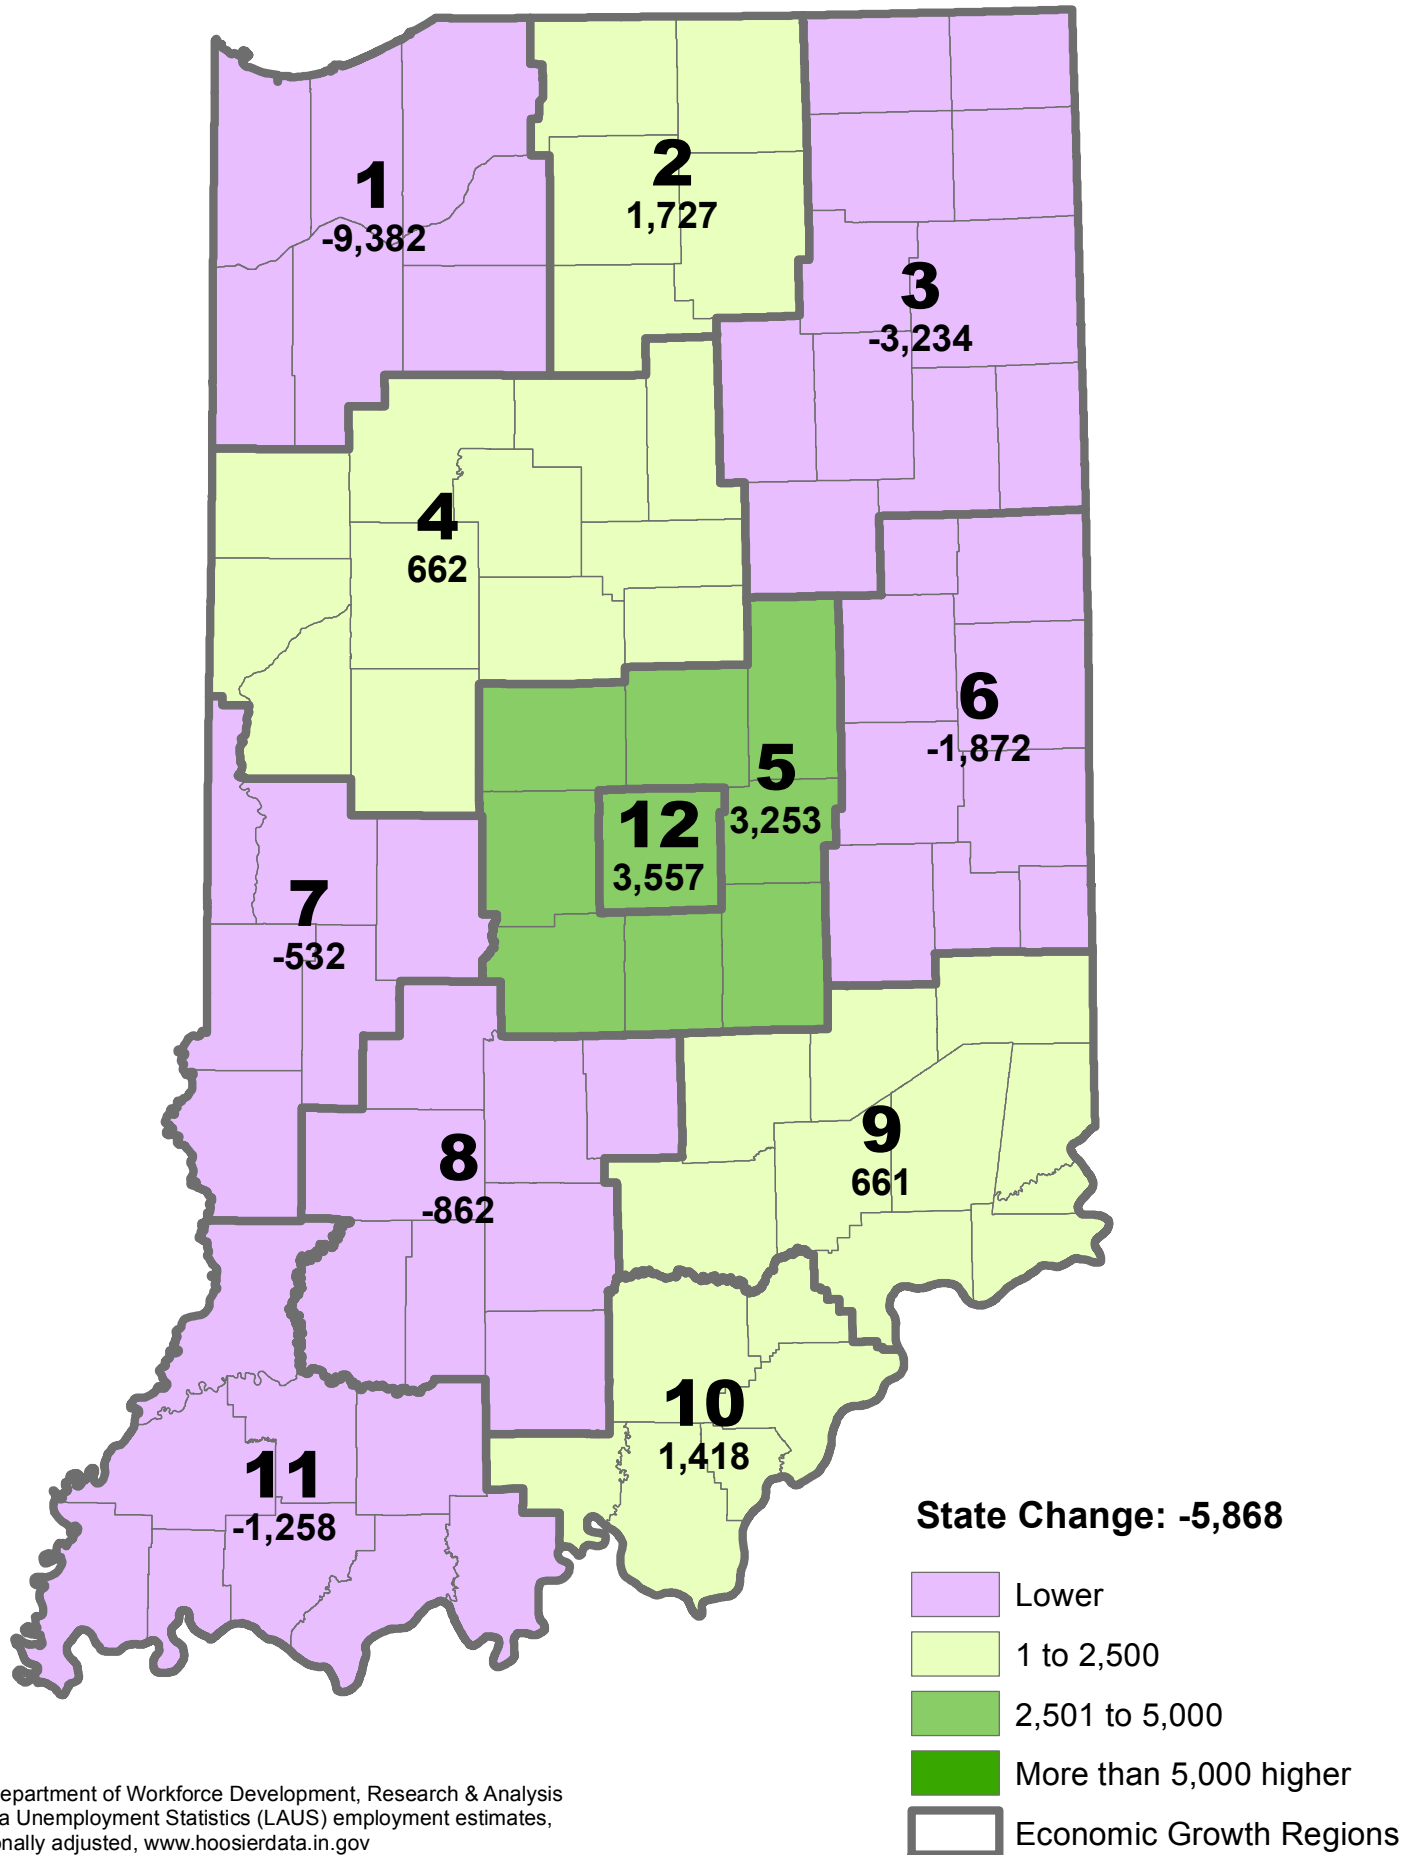 1
-9,382
2
1,727
3
-3,234
4
662
5
3,253
6
-1,872
12
3,557
7
-532
8
-862
9
661
10
1,418
11
-1,258
State Change: -5,868
Lower
1 to 2,500
2,501 to 5,000
More than 5,000 higher
Economic Growth Regions
epartment of Workforce Development, Research & Analysis
a Unemployment Statistics (LAUS) employment estimates,
onally adjusted, www.hoosierdata.in.gov